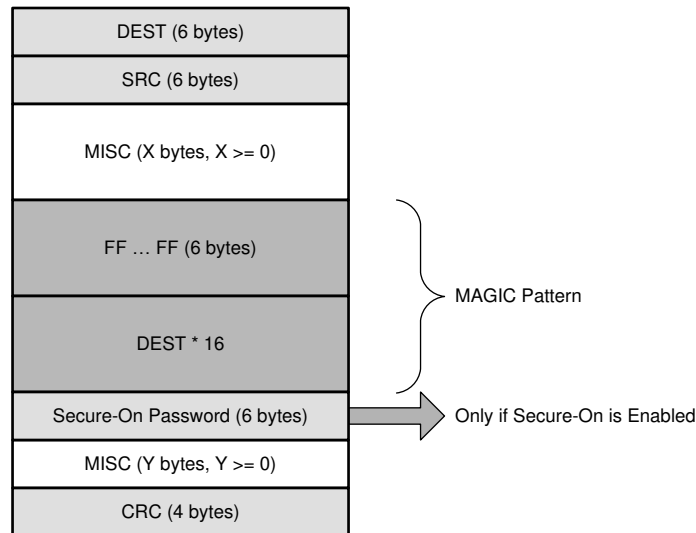 DEST (6 bytes)
SRC (6 bytes)
MISC (X bytes, X >= 0)
FF … FF (6 bytes)
MAGIC Pattern
DEST * 16
Secure-On Password (6 bytes)
Only if Secure-On is Enabled
MISC (Y bytes, Y >= 0)
CRC (4 bytes)